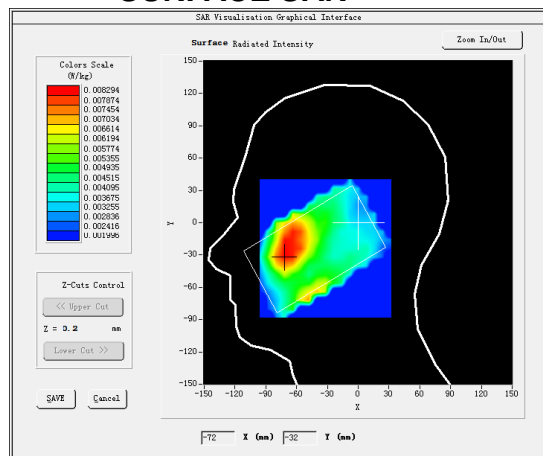 SURFACE SAR
SAR Visualisation Graphical Interface
Surface Radiated Intensity
Zoom In/Out
Colors Scale
(W/kg)
0.008294
0.007874
0.007454
0.007034
0.006614
0.006194
0.005774
0.005355
0.004935
0.004515
0.004095
0.003675
0.003255
0.002836
0.002416
0.001996
150
120
90
60
30
0
-30
-60
-90
-120
-150
Y
-150 -120 -90 -60 -30 0 30 60 90 120 150
X
Z-Cuts Control
<< Upper Cut
Z = 0.2 mm
Lower Cut >>
SAVE Cancel
-72 X (mm) -32 Y (mm)